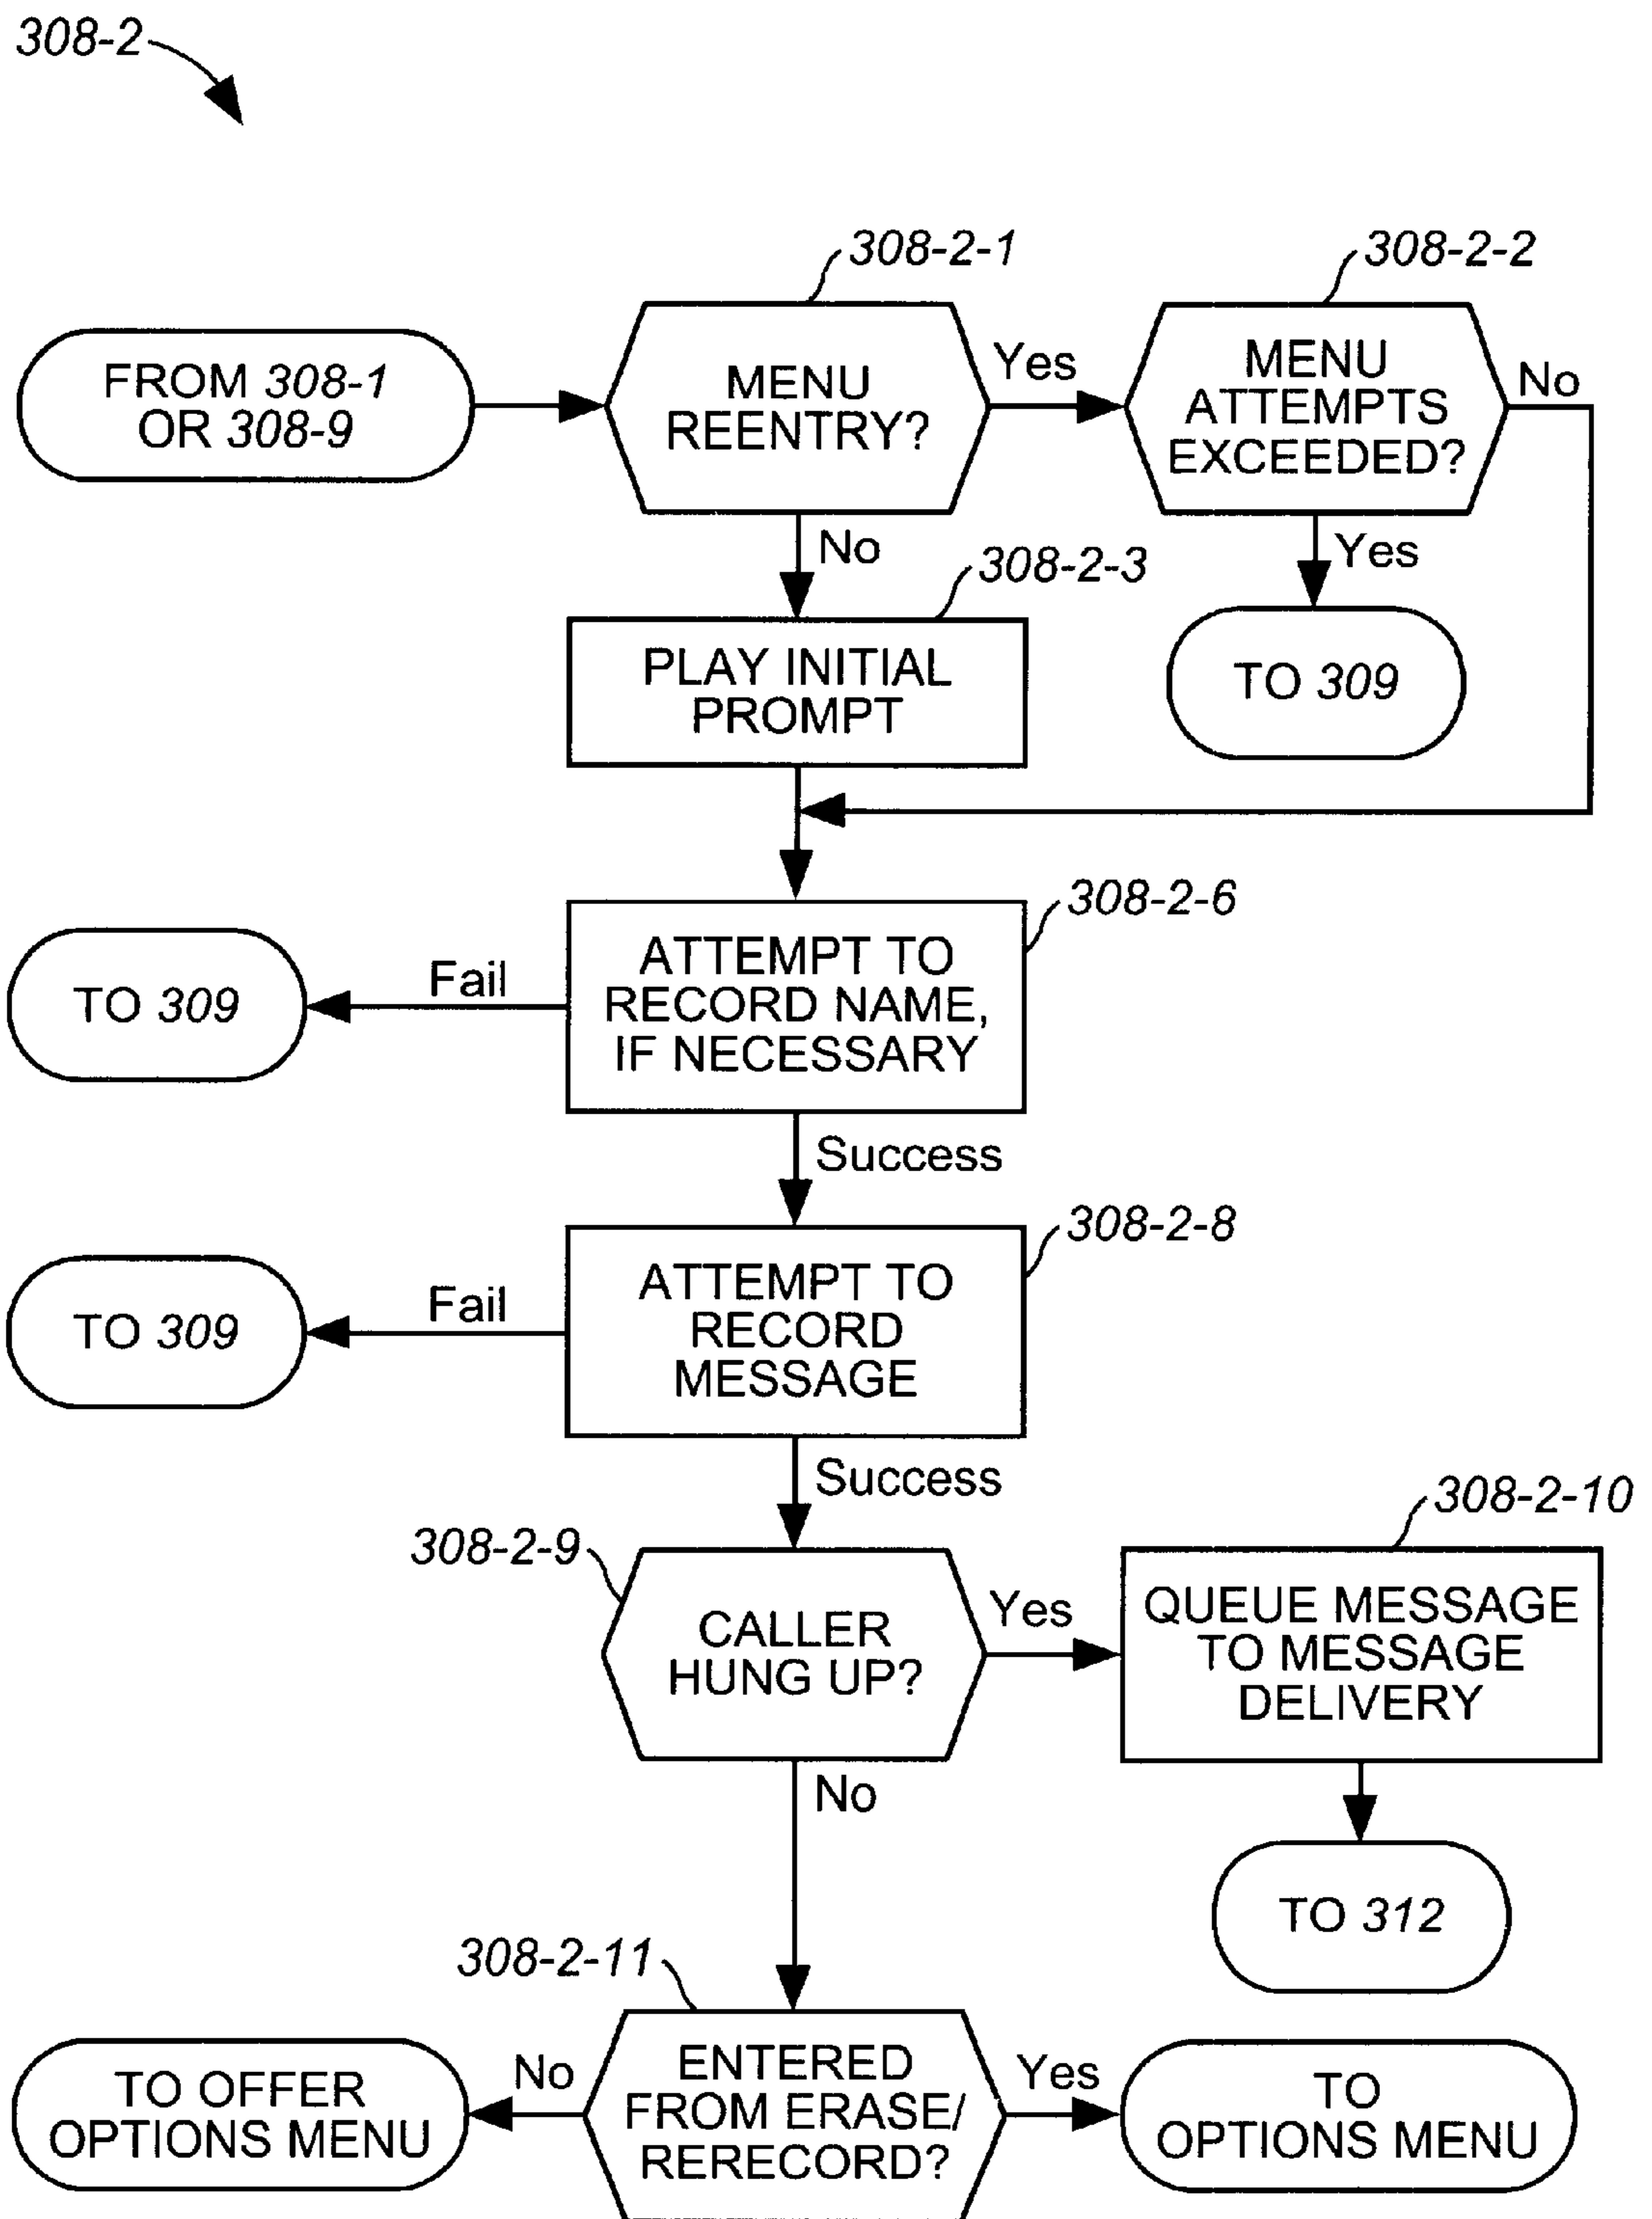 308-2
308-2-1
308-2-2
FROM 308-1
OR 308-9
MENU
REENTRY?
Yes
MENU
ATTEMPTS
EXCEEDED?
No
No
Yes
308-2-3
PLAY INITIAL
PROMPT
TO 309
308-2-6
TO 309
Fail
ATTEMPT TO
RECORD NAME,
IF NECESSARY
Success
308-2-8
TO 309
Fail
ATTEMPT TO
RECORD
MESSAGE
Success
308-2-9
308-2-10
CALLER
HUNG UP?
Yes
QUEUE MESSAGE
TO MESSAGE
DELIVERY
No
TO 312
308-2-11
TO OFFER
OPTIONS MENU
No
ENTERED
FROM ERASE/
RERECORD?
Yes
TO
OPTIONS MENU